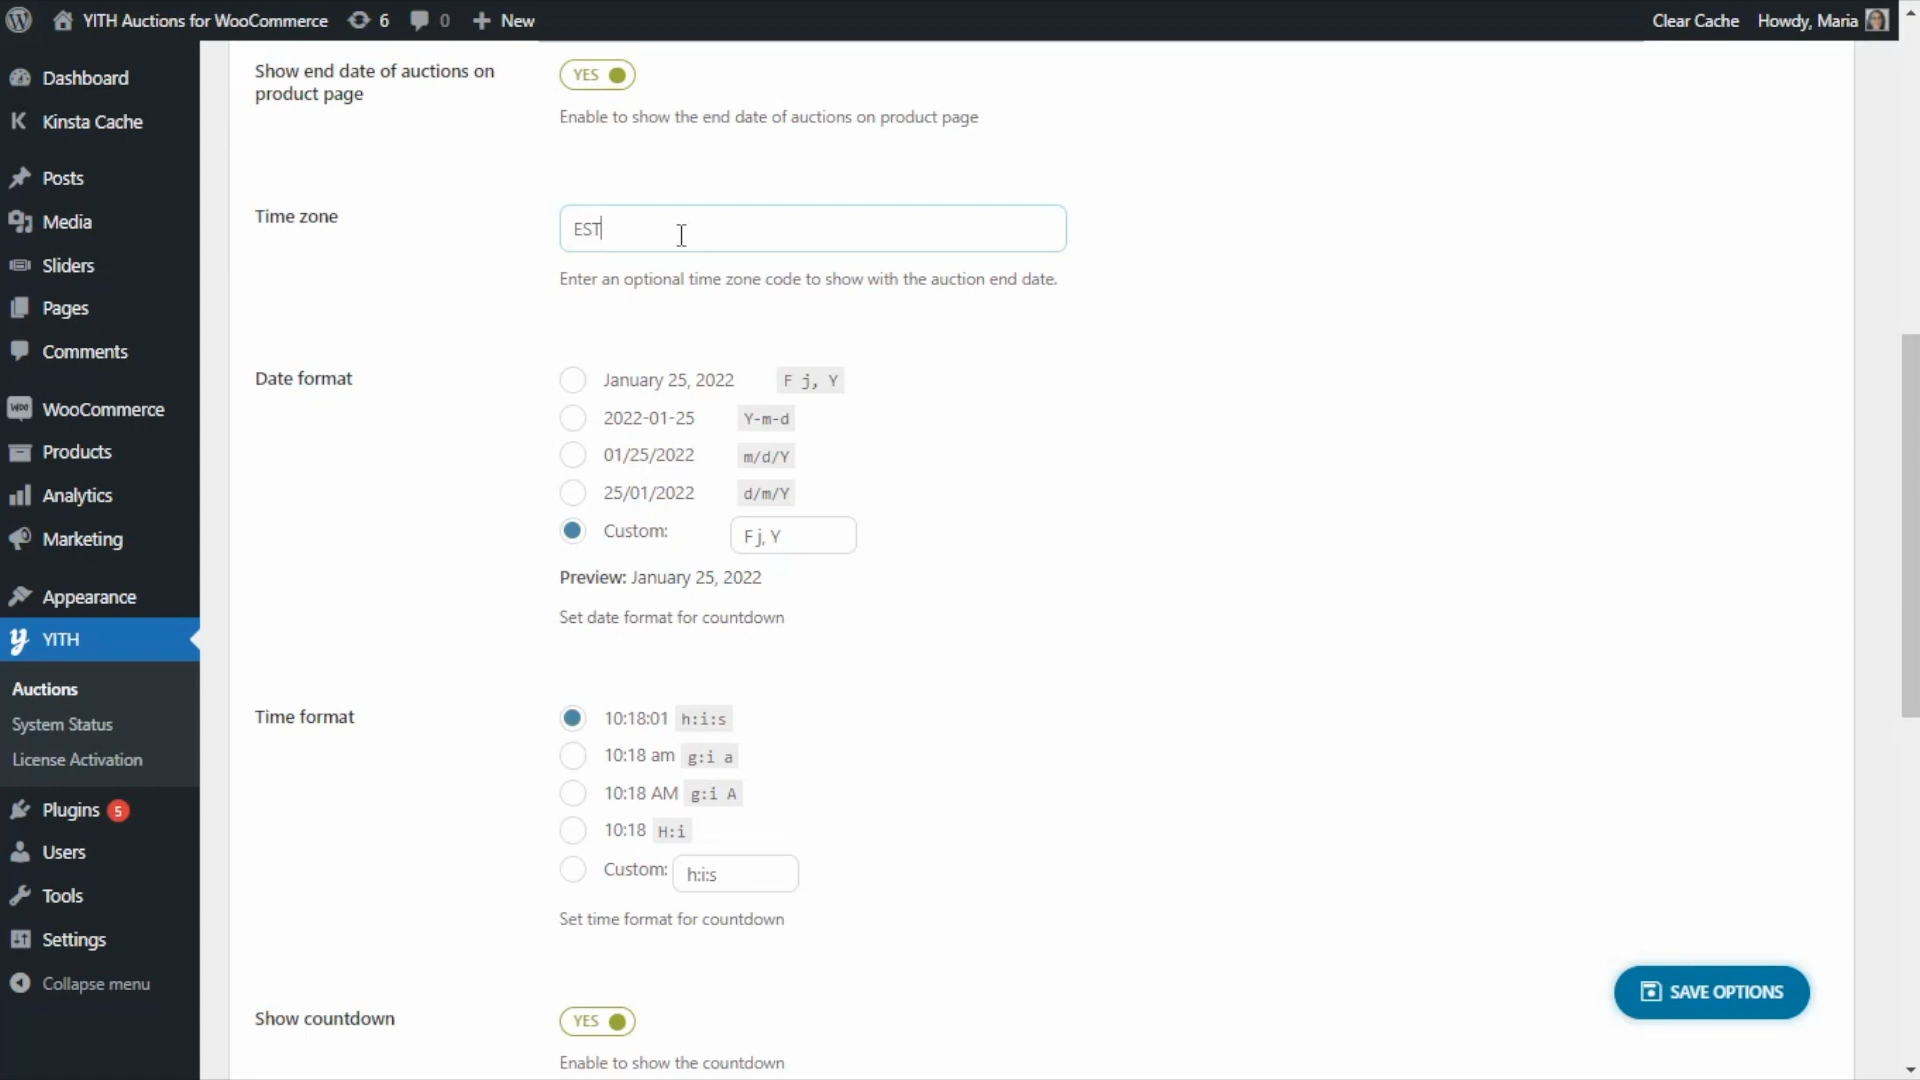 YITH Auctions for WooCommerce 6 0 New Clear Cache Howdy, Maria
Dashboard
Kinsta Cache
Posts
Media
Sliders
Pages
Comments
WooCommerce
Products
Analytics
Marketing
Appearance
YITH
Auctions
System Status
License Activation
Plugins 5
Users
Tools
Settings
Collapse menu
Show end date of auctions on
product page
YES
Enable to show the end date of auctions on product page
Time zone
EST
Enter an optional time zone code to show with the auction end date.
Date format
January 25, 2022 F j, Y
2022-01-25 Y-m-d
01/25/2022 m/d/Y
25/01/2022 d/m/Y
Custom: F j, Y
Preview: January 25, 2022
Set date format for countdown
Time format
10:18:01 h:i:s
10:18 am g:i a
10:18 AM g:i A
10:18 H:i
Custom: h:i:s
Set time format for countdown
Show countdown
YES
Enable to show the countdown
SAVE OPTIONS